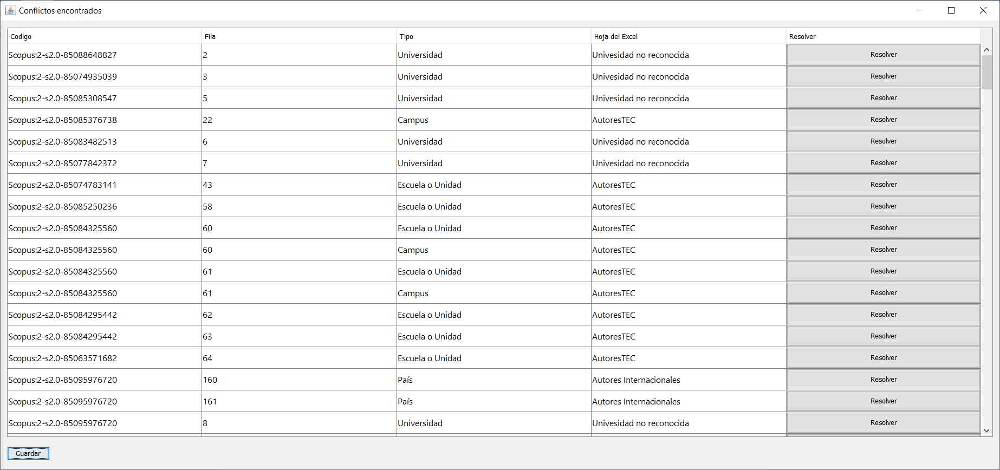 Conflictos encontrados
Codigo Fila Tipo Hoja del Excel Resolver
Scopus:2-s2.0-85088648827 2 Universidad Univesidad no reconocida Resolver
Scopus:2-s2.0-85074935039 3 Universidad Univesidad no reconocida Resolver
Scopus:2-s2.0-85085308547 5 Universidad Univesidad no reconocida Resolver
Scopus:2-s2.0-85085376738 22 Campus AutoresTEC Resolver
Scopus:2-s2.0-85083482513 6 Universidad Univesidad no reconocida Resolver
Scopus:2-s2.0-85077842372 7 Universidad Univesidad no reconocida Resolver
Scopus:2-s2.0-85074783141 43 Escuela o Unidad AutoresTEC Resolver
Scopus:2-s2.0-85085250236 58 Escuela o Unidad AutoresTEC Resolver
Scopus:2-s2.0-85084325560 60 Escuela o Unidad AutoresTEC Resolver
Scopus:2-s2.0-85084325560 60 Campus AutoresTEC Resolver
Scopus:2-s2.0-85084325560 61 Escuela o Unidad AutoresTEC Resolver
Scopus:2-s2.0-85084325560 61 Campus AutoresTEC Resolver
Scopus:2-s2.0-85084295442 62 Escuela o Unidad AutoresTEC Resolver
Scopus:2-s2.0-85084295442 63 Escuela o Unidad AutoresTEC Resolver
Scopus:2-s2.0-85063571682 64 Escuela o Unidad AutoresTEC Resolver
Scopus:2-s2.0-85095976720 160 País Autores Internacionales Resolver
Scopus:2-s2.0-85095976720 161 País Autores Internacionales Resolver
Scopus:2-s2.0-85095976720 8 Universidad Univesidad no reconocida Resolver
Guardar